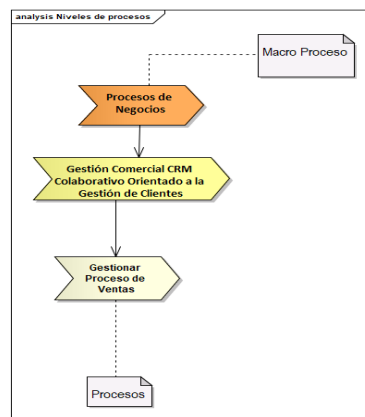 analysis Niveles de procesos
Macro Proceso
Procesos de
Negocios
Gestión Comercial CRM
Colaborativo Orientado a la
Gestión de Clientes
Gestionar
Proceso de
Ventas
Procesos